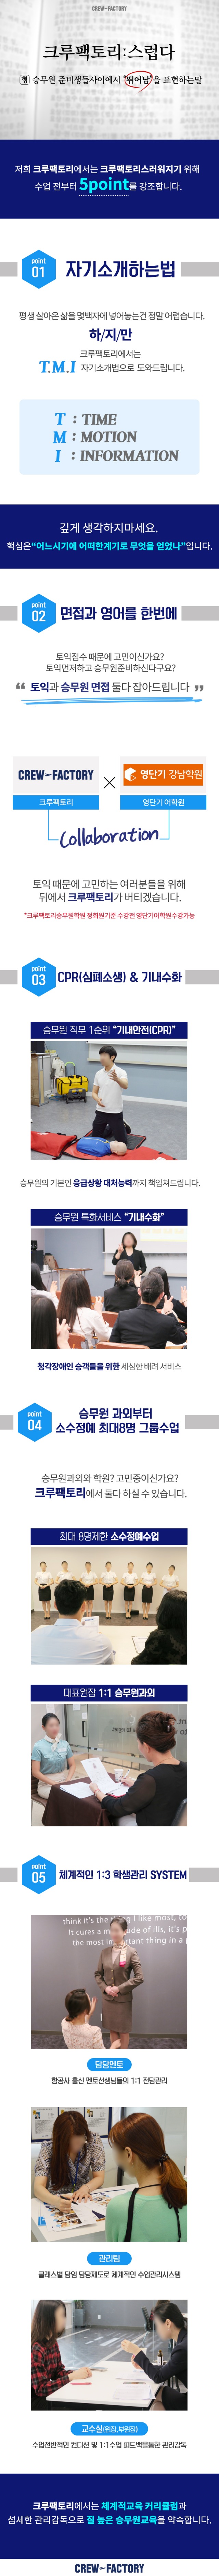 CREW-FACTORY
크루팩토리:스럽다
[형] 승무원 준비생들사이에서 "뛰어남"을 표현하는말
저희 크루팩토리에서는 크루팩토리스러워지기 위해
수업 전부터 5point를 강조합니다.
point
01
자기소개하는법
평생 살아온 삶을 몇백자에 넣어놓는건 정말 어렵습니다.
하/지/만
크루팩토리에서는
T.M.I 자기소개법으로 도와드립니다.
T : TIME
M : MOTION
I : INFORMATION
깊게 생각하지마세요.
핵심은 "어느시기에 어떠한계기로 무엇을 얻었나"입니다.
point
02
면접과 영어를 한번에
토익점수 때문에 고민이신가요?
토익먼저하고 승무원준비하신다구요?
“ 토익과 승무원 면접 둘다 잡아드립니다 ”
CREW-FACTORY
영단기 강남학원
크루팩토리
영단기 어학원
Collaboration
토익 때문에 고민하는 여러분들을 위해
뒤에서 크루팩토리가 버티겠습니다.
*크루팩토리승무원학원 정회원기준 수강전 영단기어학원수강가능
point
03
CPR(심폐소생) & 기내수화
승무원 직무 1순위 “기내안전(CPR)”
승무원의 기본인 응급상황 대처능력까지 책임져드립니다.
승무원 특화서비스 “기내수화”
청각장애인 승객들을 위한 세심한 배려 서비스
point
04
승무원 과외부터
소수정예 최대8명 그룹수업
승무원과외와 학원? 고민중이신가요?
크루팩토리에서 둘다 하실 수 있습니다.
최대 8명제한 소수정예수업
대표원장 1:1 승무원과외
point
05
체계적인 1:3 학생관리 SYSTEM
담당멘토
항공사 출신 멘토선생님들의 1:1 전담관리
관리팀
클래스별 담임 담당제도로 체계적인 수업관리시스템
교수실(원장, 부원장)
수업전반적인 컨디션 및 1:1수업 피드백을통한 관리감독
크루팩토리에서는 체계적교육 커리큘럼과
섬세한 관리감독으로 질 높은 승무원교육을 약속합니다.
CREW-FACTORY